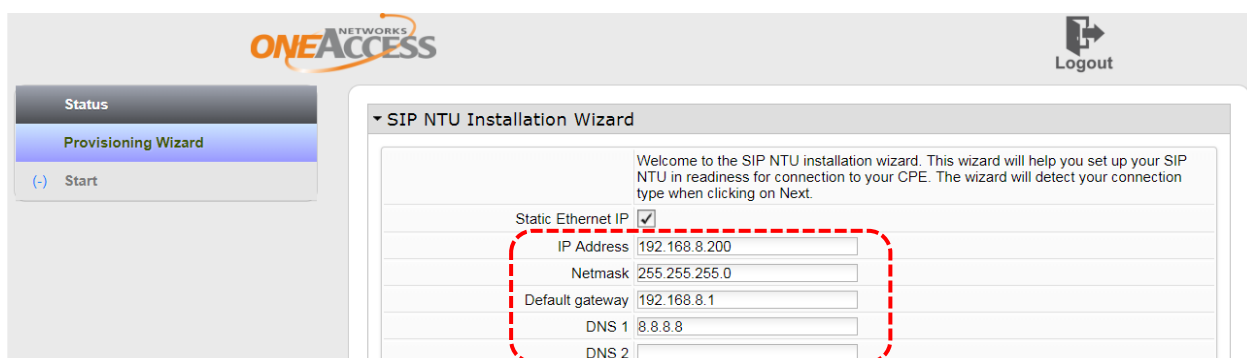 NETWORKS
ONEACCESS
Logout
Status
Provisioning Wizard
(-) Start
SIP NTU Installation Wizard
Welcome to the SIP NTU installation wizard. This wizard will help you set up your SIP
NTU in readiness for connection to your CPE. The wizard will detect your connection
type when clicking on Next.
Static Ethernet IP
IP Address 192.168.8.200
Netmask 255.255.255.0
Default gateway 192.168.8.1
DNS 1 8.8.8.8
DNS 2